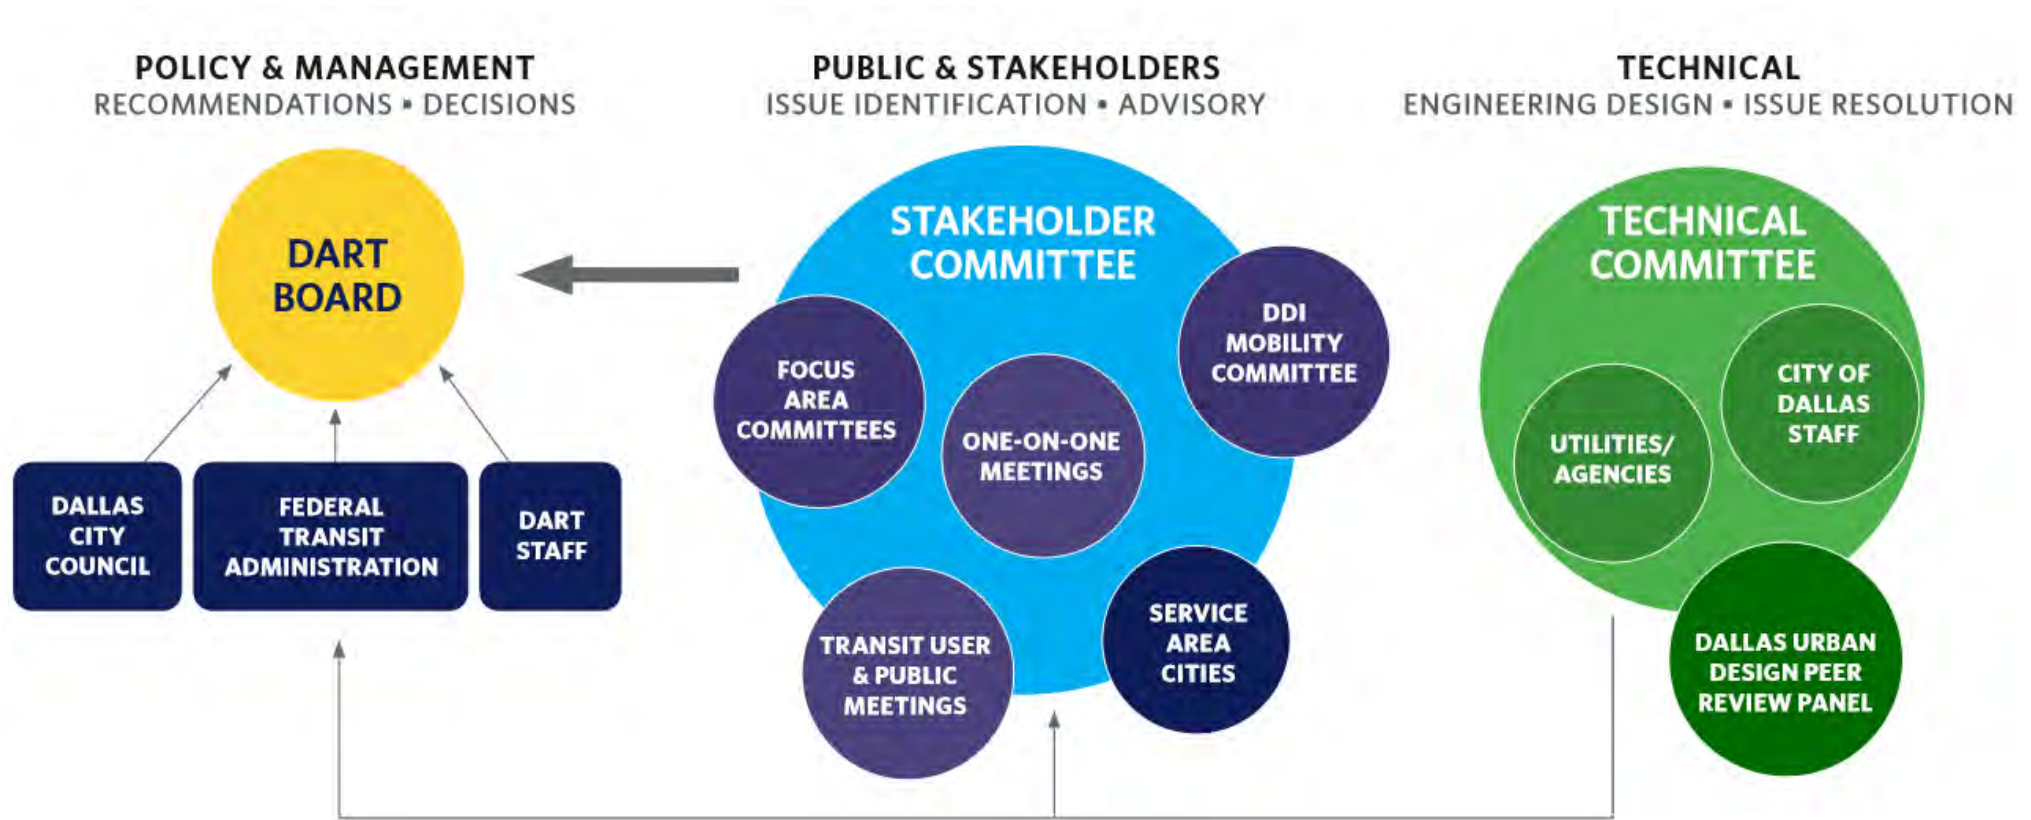 POLICY & MANAGEMENT
RECOMMENDATIONS ▪ DECISIONS
DART
BOARD
DALLAS
CITY
COUNCIL
FEDERAL
TRANSIT
ADMINISTRATION
DART
STAFF
PUBLIC & STAKEHOLDERS
ISSUE IDENTIFICATION ▪ ADVISORY
STAKEHOLDER
COMMITTEE
FOCUS
AREA
COMMITTEES
ONE-ON-ONE
MEETINGS
DDI
MOBILITY
COMMITTEE
TRANSIT USER
& PUBLIC
MEETINGS
SERVICE
AREA
CITIES
TECHNICAL
ENGINEERING DESIGN ▪ ISSUE RESOLUTION
TECHNICAL
COMMITTEE
UTILITIES/
AGENCIES
CITY OF
DALLAS
STAFF
DALLAS URBAN
DESIGN PEER
REVIEW PANEL